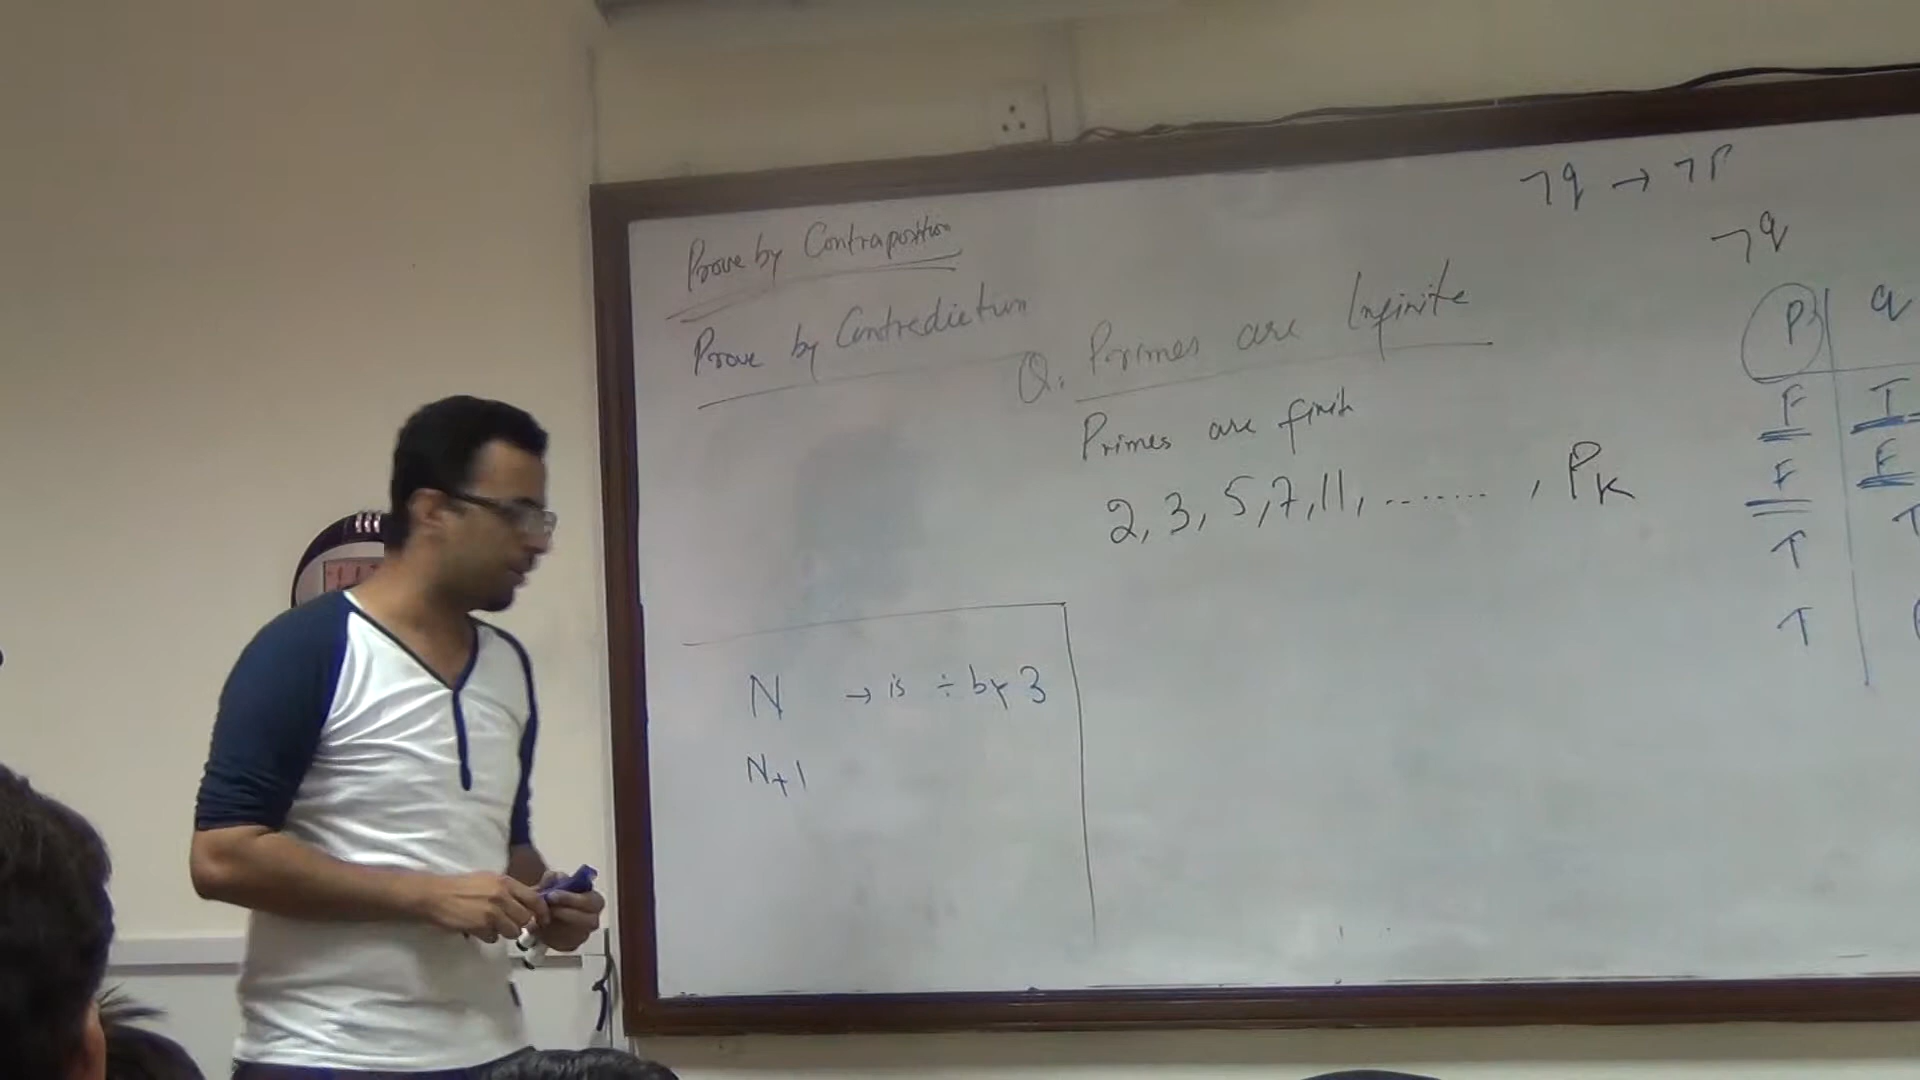 Prove by Contraposition
Prove by Contrediction
Q. Primes are Infinite
Primes are finite
2, 3, 5, 7, 11, ........ , PK
N → is ÷ by 3
N+1
¬q → ¬P
¬q
P q
F T
F F
T T
T